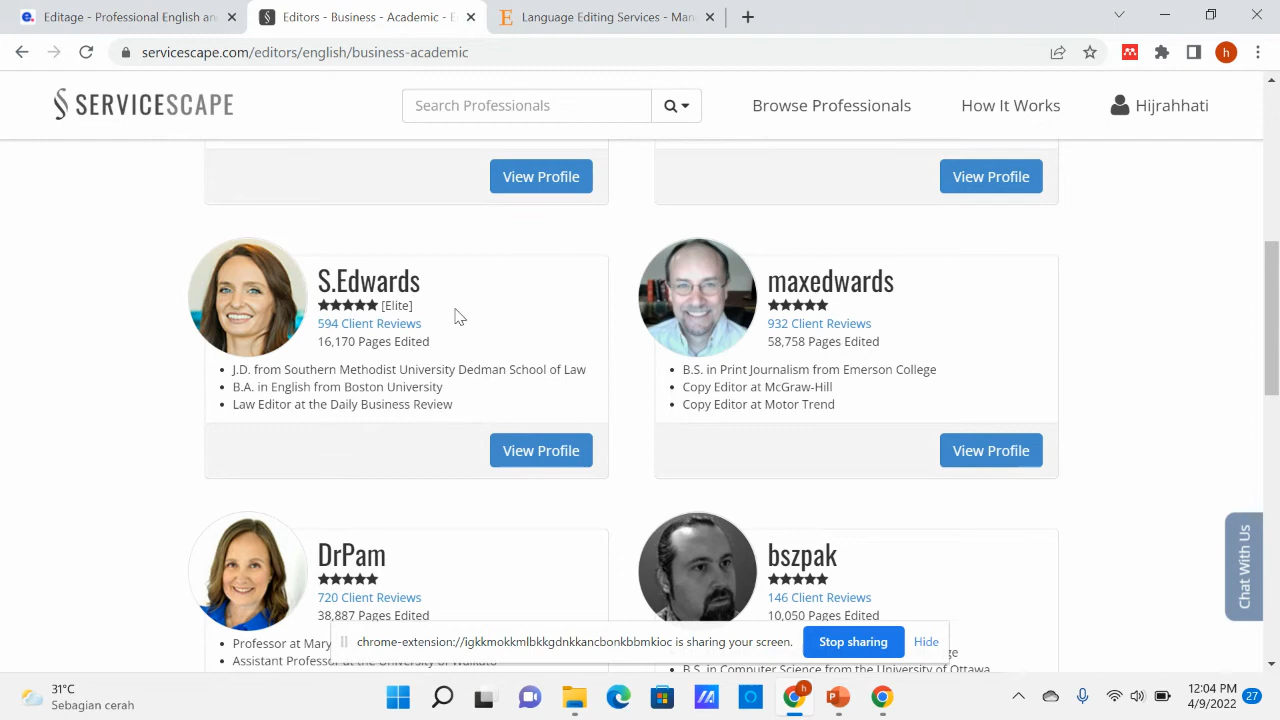 Editage - Professional English an
Editors - Business - Academic - E
Language Editing Services - Man
servicescape.com/editors/english/business-academic
SERVICESCAPE
Search Professionals
Browse Professionals
How It Works
Hijrahhati
View Profile
View Profile
S.Edwards
★★★★★ [Elite]
594 Client Reviews
16,170 Pages Edited
• J.D. from Southern Methodist University Dedman School of Law
• B.A. in English from Boston University
• Law Editor at the Daily Business Review
View Profile
maxedwards
★★★★★
932 Client Reviews
58,758 Pages Edited
• B.S. in Print Journalism from Emerson College
• Copy Editor at McGraw-Hill
• Copy Editor at Motor Trend
View Profile
DrPam
★★★★★
720 Client Reviews
38,887 Pages Edited
• Professor at Mary
Assistant Professor at the University of Waikato
bszpak
★★★★★
146 Client Reviews
10,050 Pages Edited
B.S. in Computer Science from the University of Ottawa
Chat With Us
chrome-extension://igkkmokkmlbkkgdnkkancbonkbbmkioc is sharing your screen.
Stop sharing
Hide
31°C
Sebagian cerah
12:04 PM
4/9/2022
27